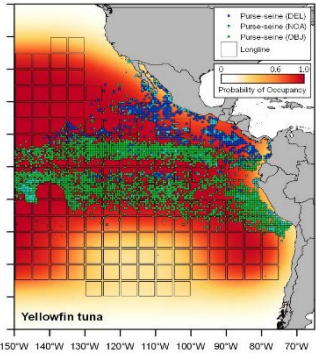 Purse-seine (DEL)
Purse-seine (NOA)
Purse-seine (OBJ)
Longline
0 0.6 1.0
Probability of Occupancy
Yellowfin tuna
150°W 140°W 130°W 120°W 110°W 100°W 90°W 80°W 70°W